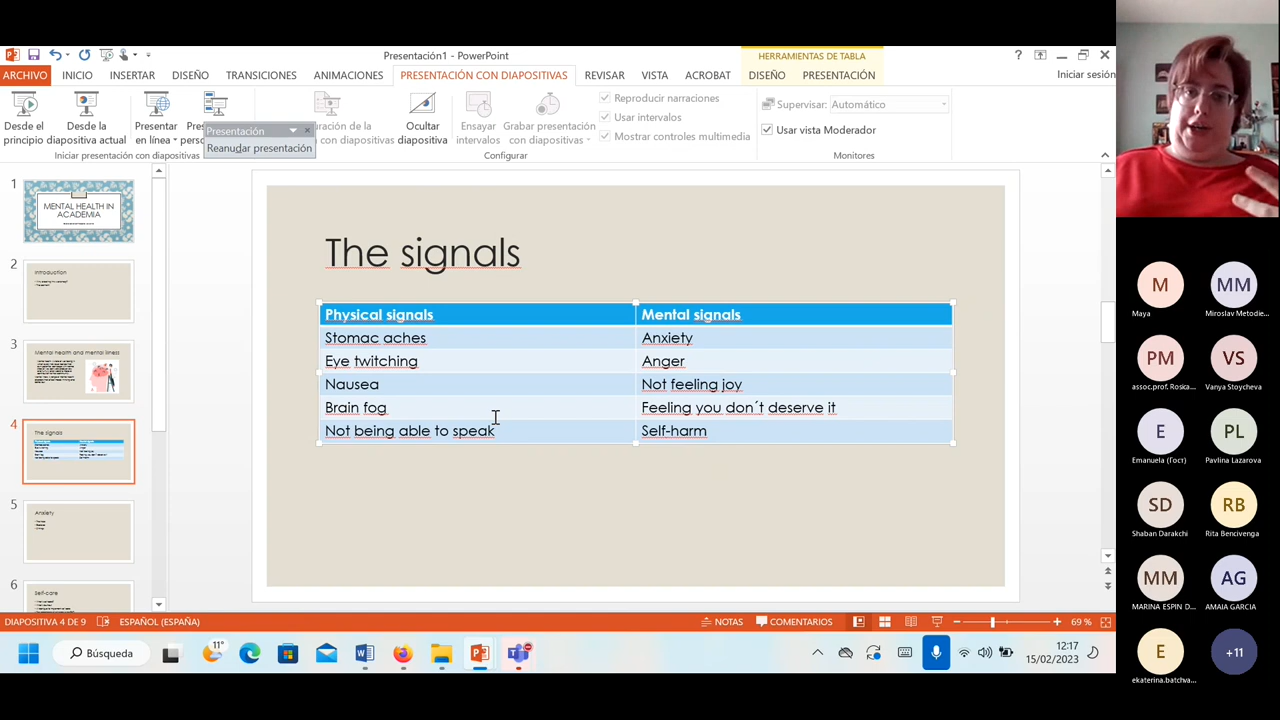 Presentación1 - PowerPoint
HERRAMIENTAS DE TABLA
ARCHIVO INICIO INSERTAR DISEÑO TRANSICIONES ANIMACIONES PRESENTACIÓN CON DIAPOSITIVAS REVISAR VISTA ACROBAT DISEÑO PRESENTACIÓN
Iniciar sesión
Desde el principio
Desde la diapositiva actual
Presentar en línea
Presentación
Reanudar presentación
Ocultar diapositiva
Ensayar intervalos
Grabar presentación con diapositivas
Reproducir narraciones
Usar intervalos
Mostrar controles multimedia
Supervisar: Automático
Usar vista Moderador
Iniciar presentación con diapositivas
Configurar
Monitores
1
MENTAL HEALTH IN
ACADEMIA
2
Introduction
3
Mental health and mental illness
4
The signals
5
Anxiety
6
Self-care
The signals
Physical signals Mental signals
Stomac aches Anxiety
Eye twitching Anger
Nausea Not feeling joy
Brain fog Feeling you don´t deserve it
Not being able to speak Self-harm
M
Maya
MM
Miroslav Metodie...
PM
assoc.prof. Rosica...
VS
Vanya Stoycheva
E
Emanuela (Гост)
PL
Pavlina Lazarova
SD
Shaban Darakchi
RB
Rita Bencivenga
MM
MARINA ESPIN D...
AG
AMAIA GARCIA
E
ekaterina.batchva...
+11
DIAPOSITIVA 4 DE 9 ESPAÑOL (ESPAÑA) NOTAS COMENTARIOS 69 %
11°
Búsqueda
12:17
15/02/2023